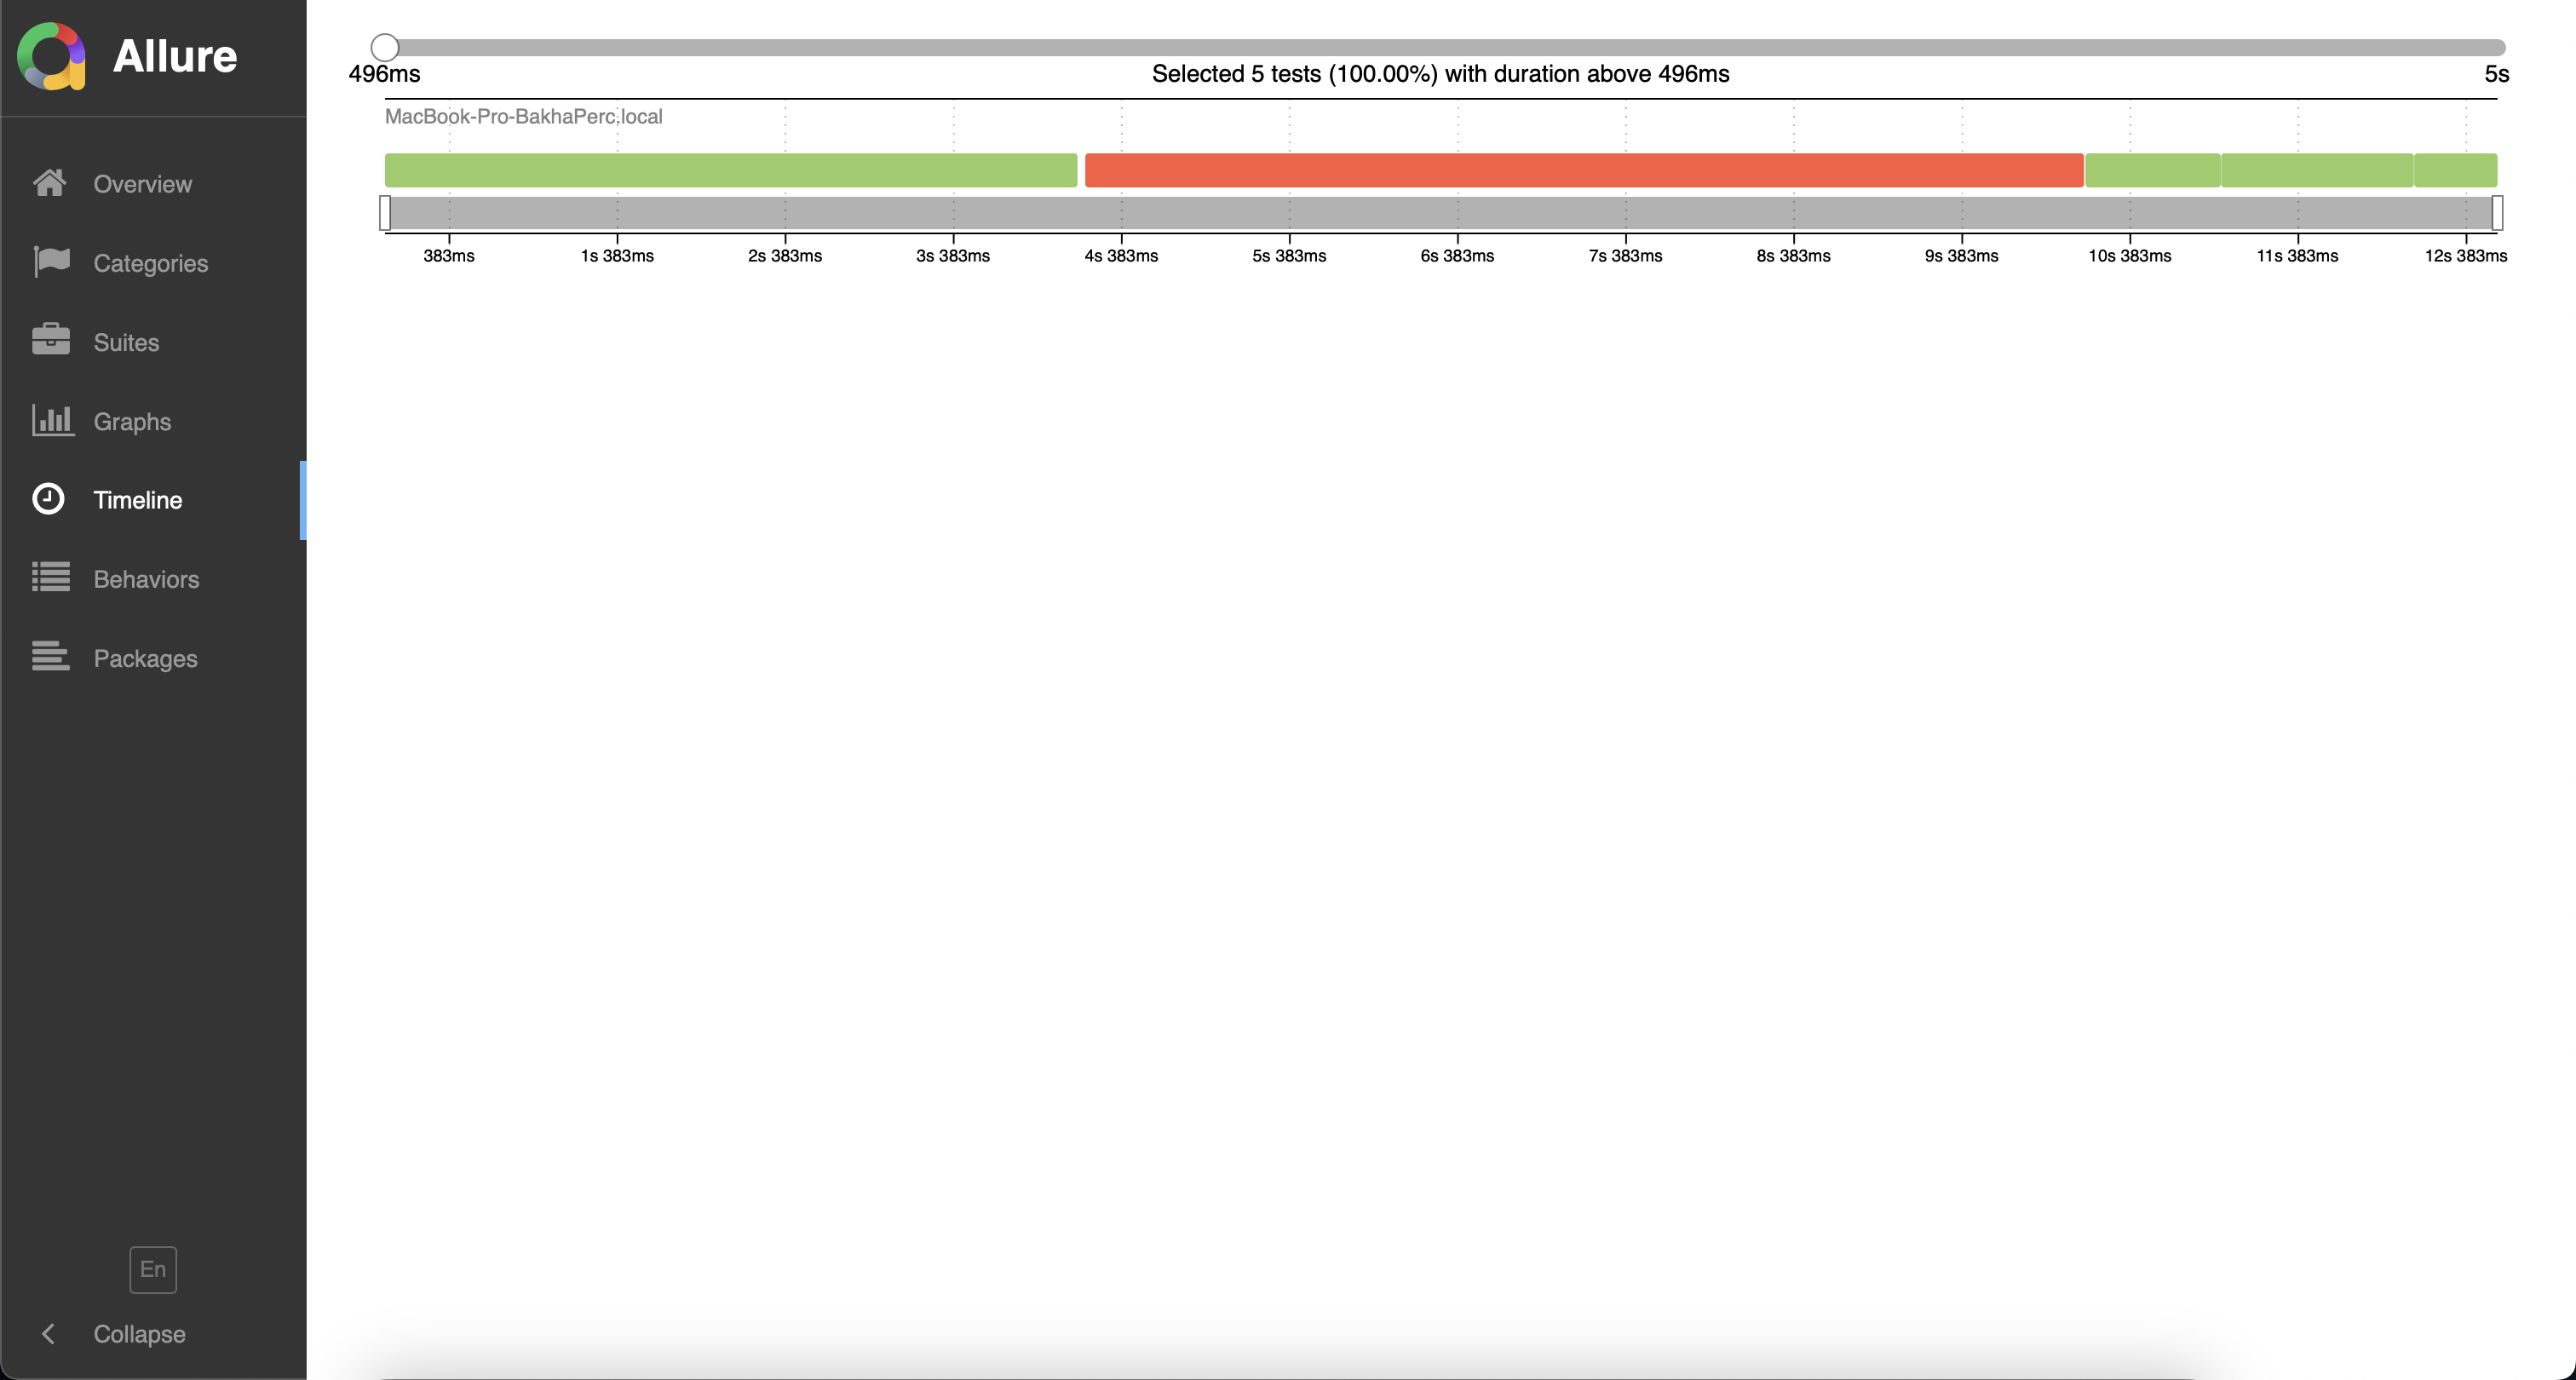 Allure
Overview
Categories
Suites
Graphs
Timeline
Behaviors
Packages
En
Collapse
496ms
Selected 5 tests (100.00%) with duration above 496ms
5s
MacBook-Pro-BakhaPerc.local
383ms 1s 383ms 2s 383ms 3s 383ms 4s 383ms 5s 383ms 6s 383ms 7s 383ms 8s 383ms 9s 383ms 10s 383ms 11s 383ms 12s 383ms